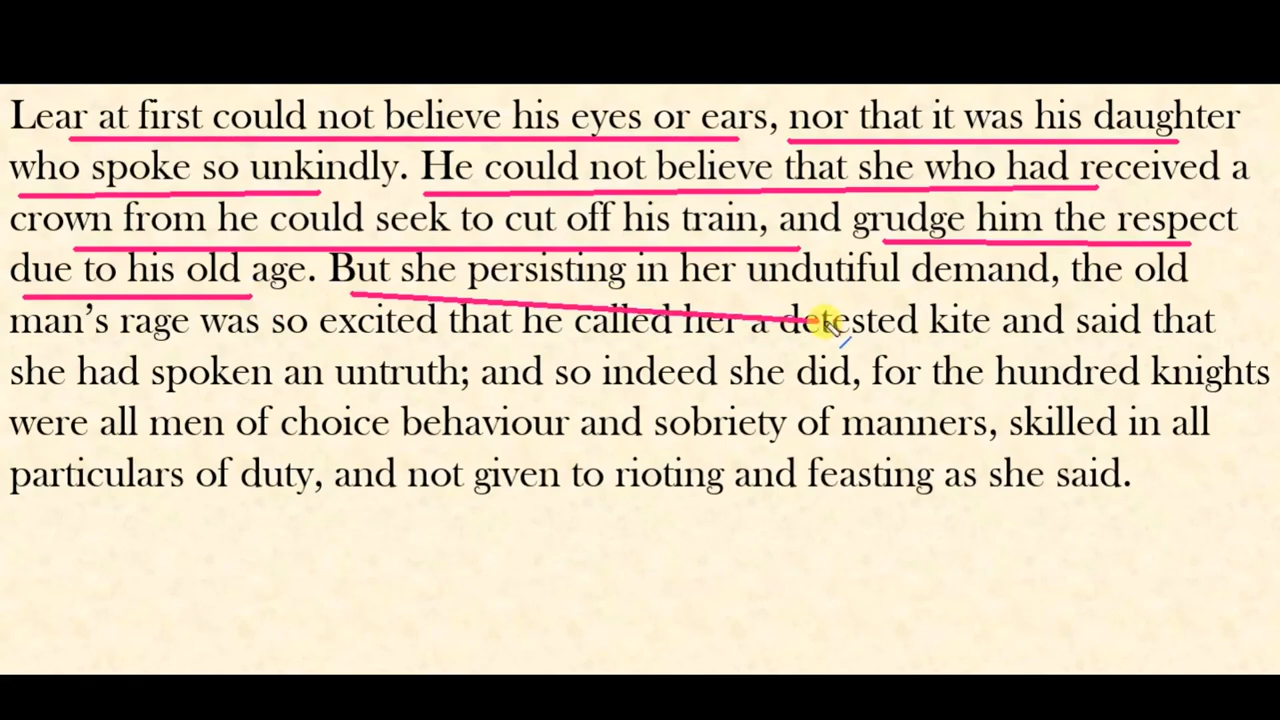 Lear at first could not believe his eyes or ears, nor that it was his daughter
who spoke so unkindly. He could not believe that she who had received a
crown from he could seek to cut off his train, and grudge him the respect
due to his old age. But she persisting in her undutiful demand, the old
man’s rage was so excited that he called her a detested kite and said that
she had spoken an untruth; and so indeed she did, for the hundred knights
were all men of choice behaviour and sobriety of manners, skilled in all
particulars of duty, and not given to rioting and feasting as she said.